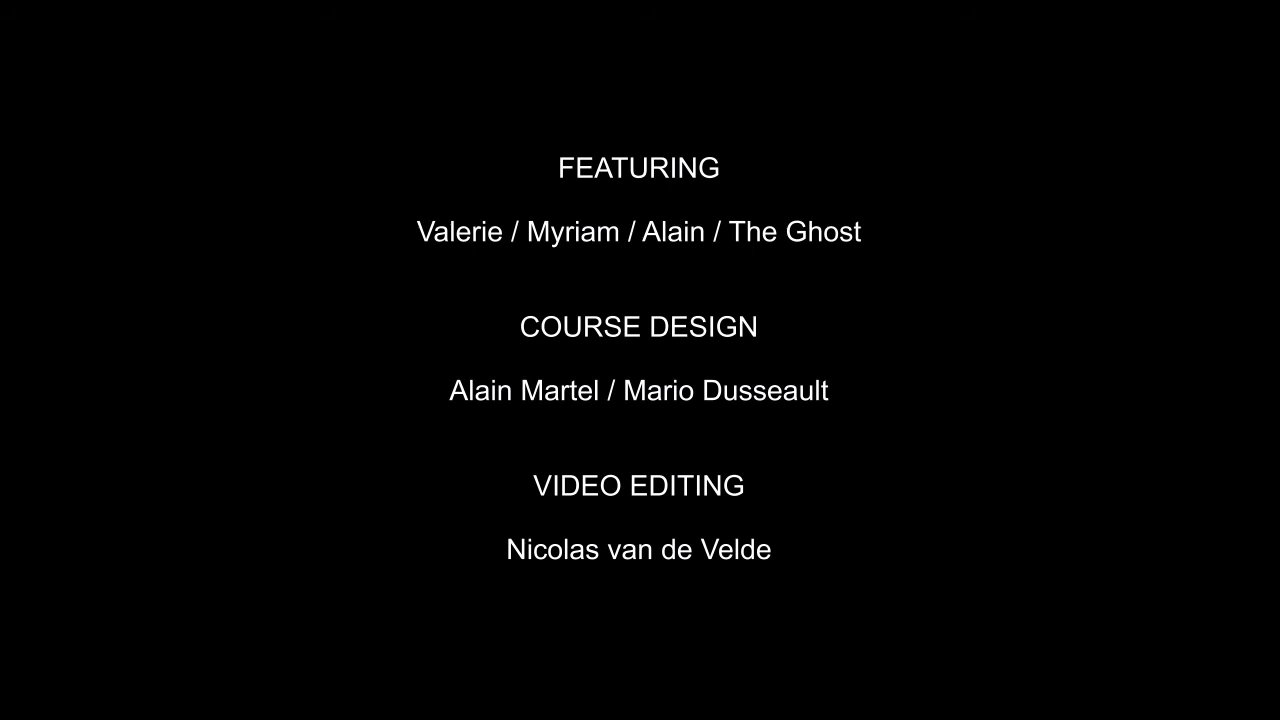 FEATURING
Valerie / Myriam / Alain / The Ghost
COURSE DESIGN
Alain Martel / Mario Dusseault
VIDEO EDITING
Nicolas van de Velde